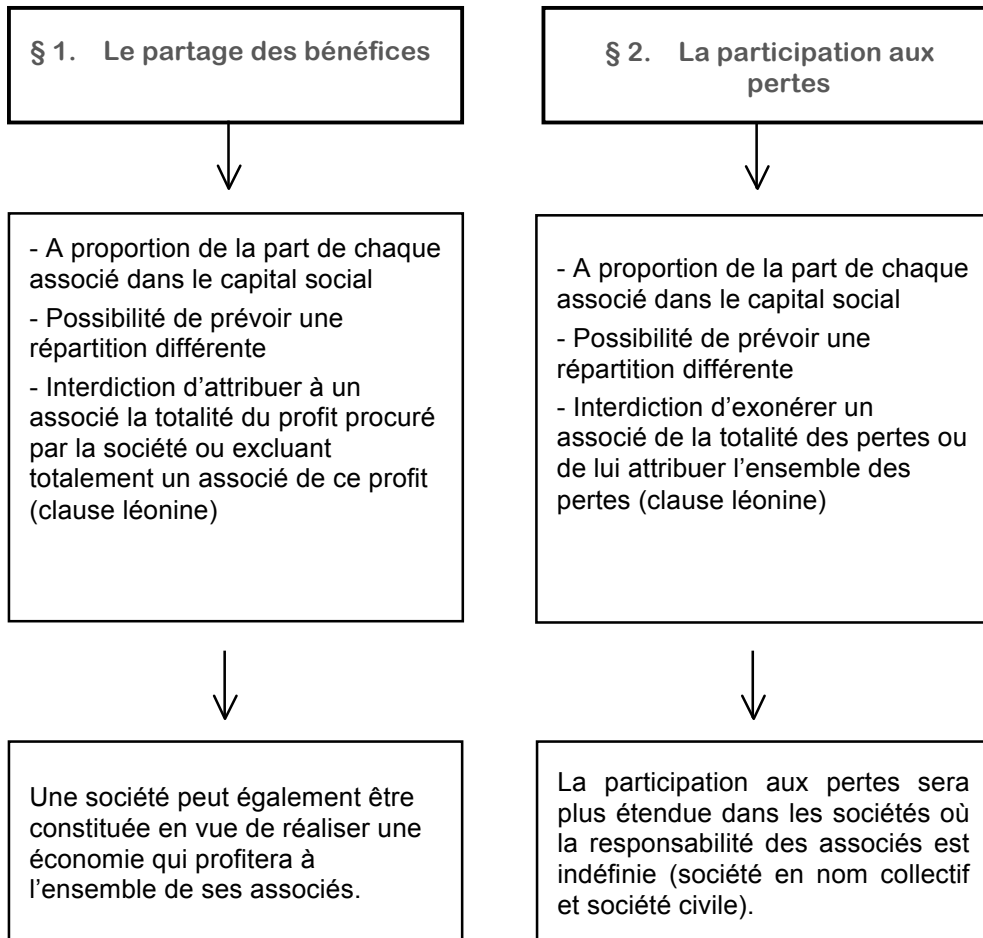 § 1. Le partage des bénéfices
- A proportion de la part de chaque
associé dans le capital social
- Possibilité de prévoir une
répartition différente
- Interdiction d’attribuer à un
associé la totalité du profit procuré
par la société ou excluant
totalement un associé de ce profit
(clause léonine)
Une société peut également être
constituée en vue de réaliser une
économie qui profitera à
l’ensemble de ses associés.
§ 2. La participation aux
pertes
- A proportion de la part de chaque
associé dans le capital social
- Possibilité de prévoir une
répartition différente
- Interdiction d’exonérer un
associé de la totalité des pertes ou
de lui attribuer l’ensemble des
pertes (clause léonine)
La participation aux pertes sera
plus étendue dans les sociétés où
la responsabilité des associés est
indéfinie (société en nom collectif
et société civile).